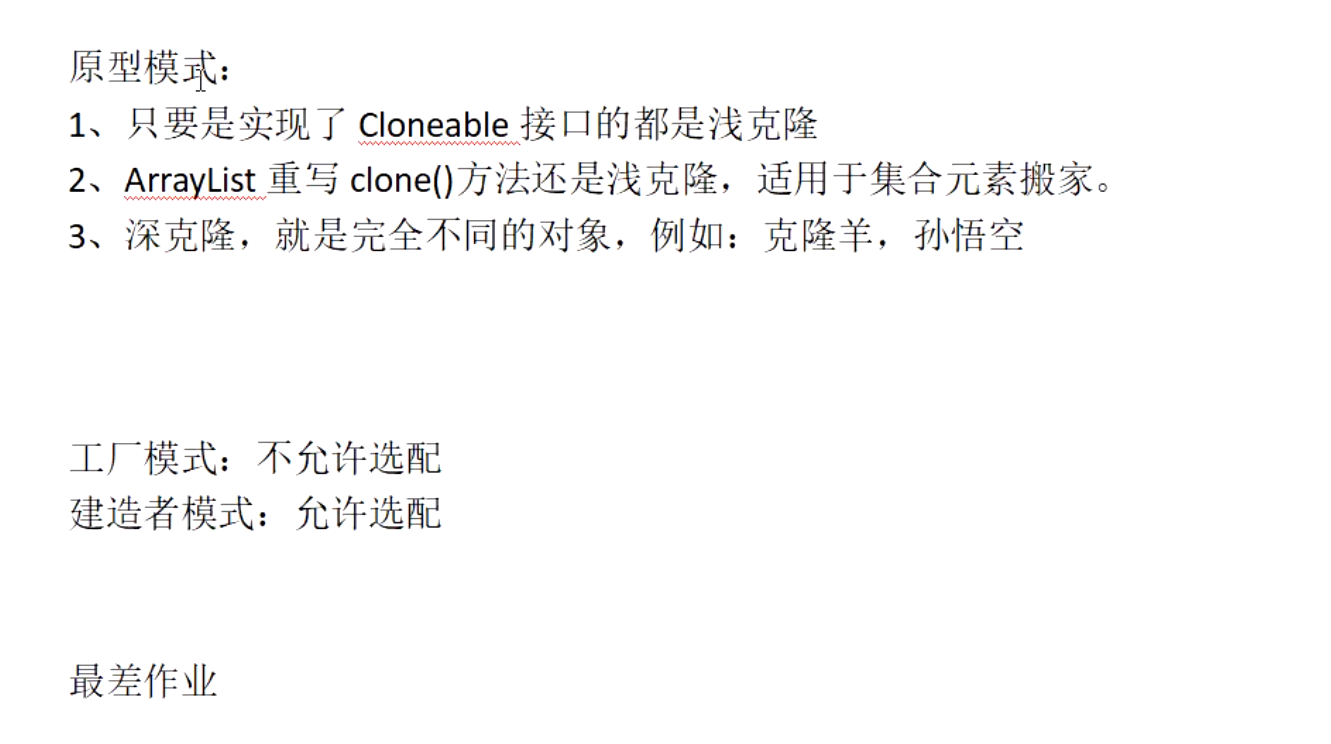 原型模式：
1、只要是实现了 Cloneable 接口的都是浅克隆
2、ArrayList 重写 clone()方法还是浅克隆，适用于集合元素搬家。
3、深克隆，就是完全不同的对象，例如：克隆羊，孙悟空
工厂模式：不允许选配
建造者模式：允许选配
最差作业